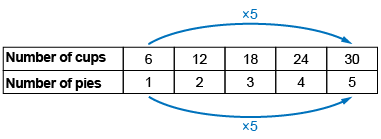 ×5
Number of cups 6 12 18 24 30
Number of pies 1 2 3 4 5
×5